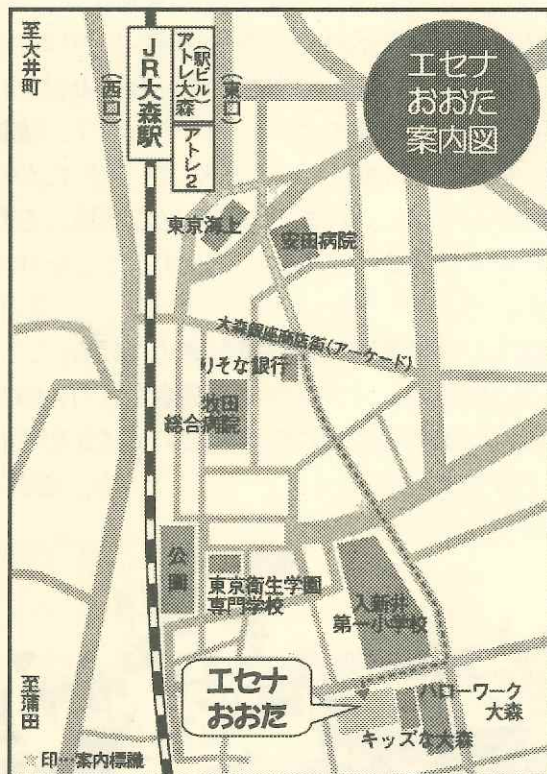 エセナ
おおた
案内図
至大井町
(西口)
JR大森駅
(駅ビル)
アトレ大森
アトレ2
(東口)
東京海上
安田病院
大森銀座商店街(アーケード)
りそな銀行
牧田
総合病院
公園
東京衛生学園
専門学校
入新井
第一小学校
エセナ
おおた
ハローワーク
大森
キッズな大森
至蒲田
☆印…案内標識